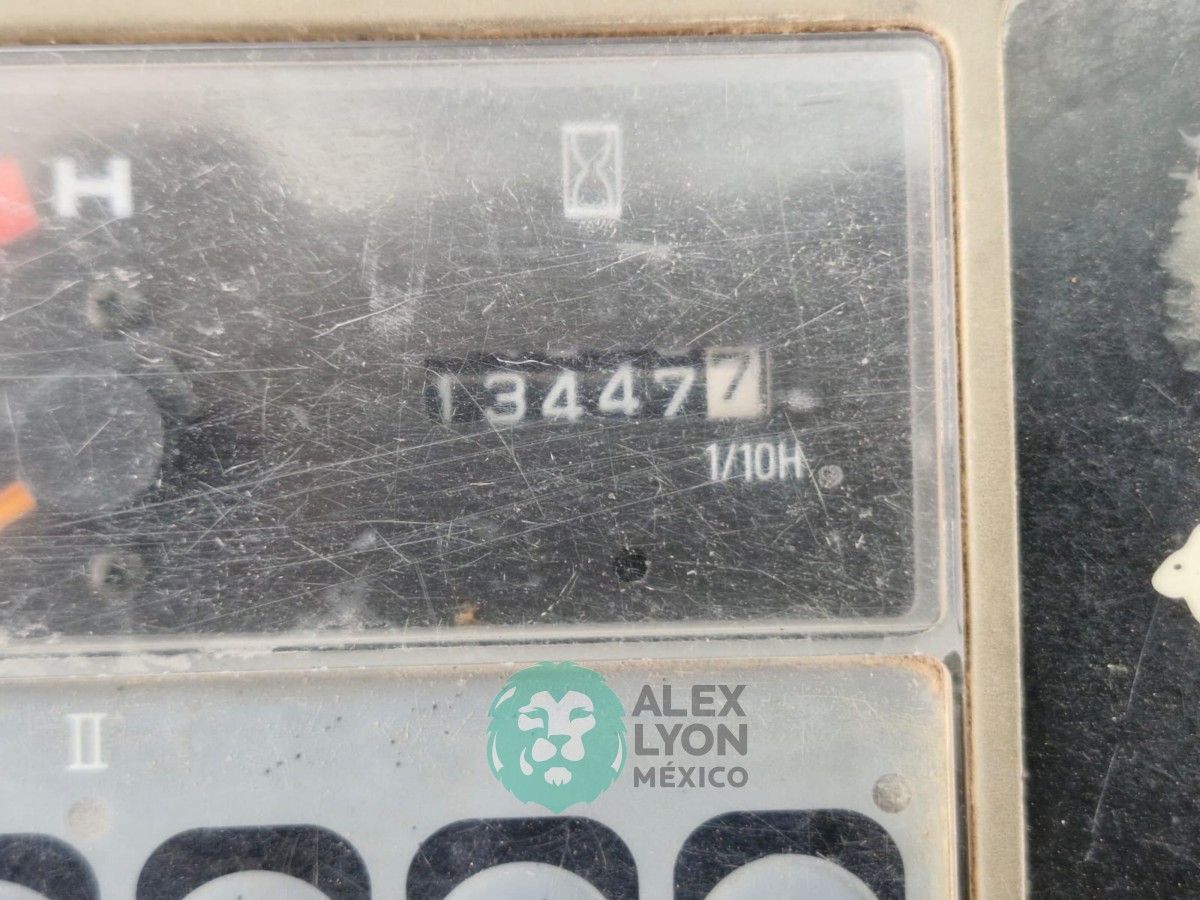 H
134477
1/10H
II
ALEX
LYON
MÉXICO